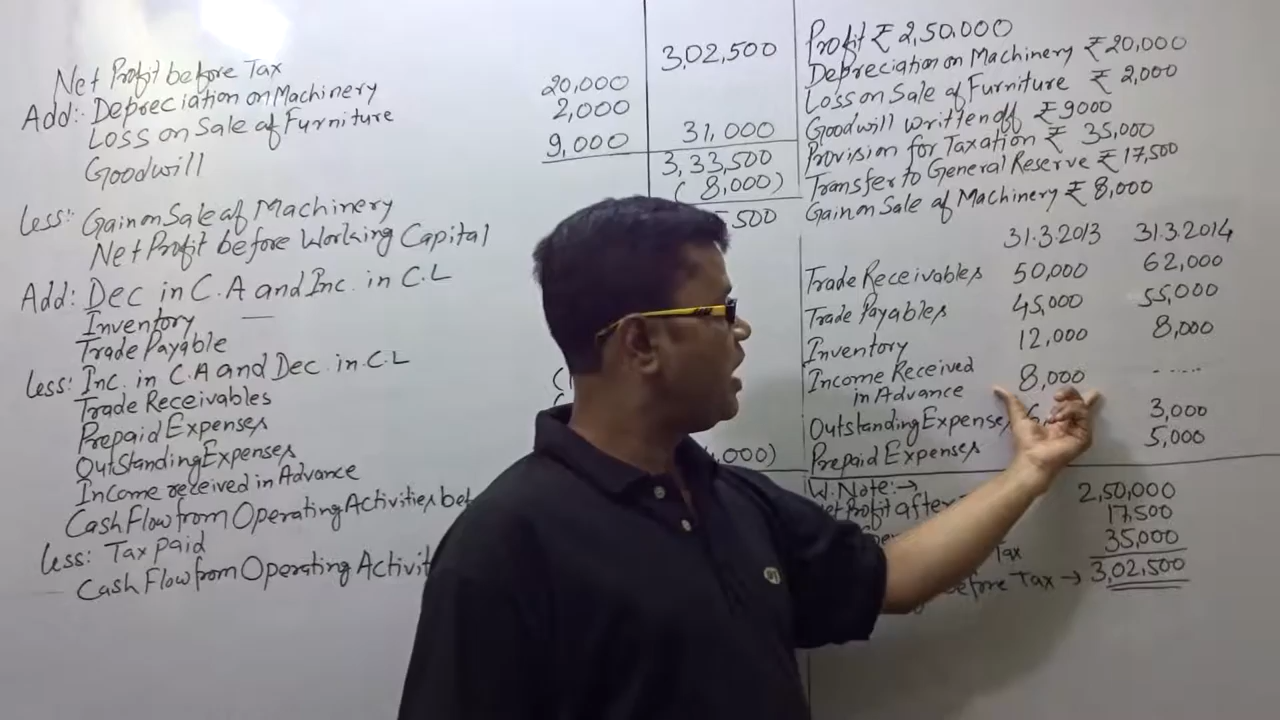 Net Profit before Tax 3,02,500
Add:- Depreciation on Machinery 20,000
Loss on Sale of Furniture 2,000
Goodwill 9,000 31,000
3,33,500
Less:- Gain on Sale of Machinery (8,000)
Net Profit before Working Capital 500
Add: Dec in C.A and Inc. in C.L
Inventory
Trade Payable
Less: Inc. in C.A and Dec. in C.L
Trade Receivables
Prepaid Expenses
OutStanding Expenses
Income received in Advance 000)
Cash Flow from Operating Activities bef
Less: Tax Paid
Cash Flow from Operating Activit
Profit ₹ 2,50,000
Depreciation on Machinery ₹20,000
Loss on Sale of Furniture ₹ 2,000
Goodwill written off ₹ 9000
Provision for Taxation ₹ 35,000
Transfer to General Reserve ₹ 17,500
Gain on Sale of Machinery ₹ 8,000
31.3.2013 31.3.2014
Trade Receivables 50,000 62,000
Trade Payables 45,000 55,000
Inventory 12,000 8,000
Income Received 8,000 .....
in Advance
Outstanding Expenses 3,000
Prepaid Expenses 5,000
W. Note:→
Net Profit after 2,50,000
17,500
Tax 35,000
before Tax → 3,02,500